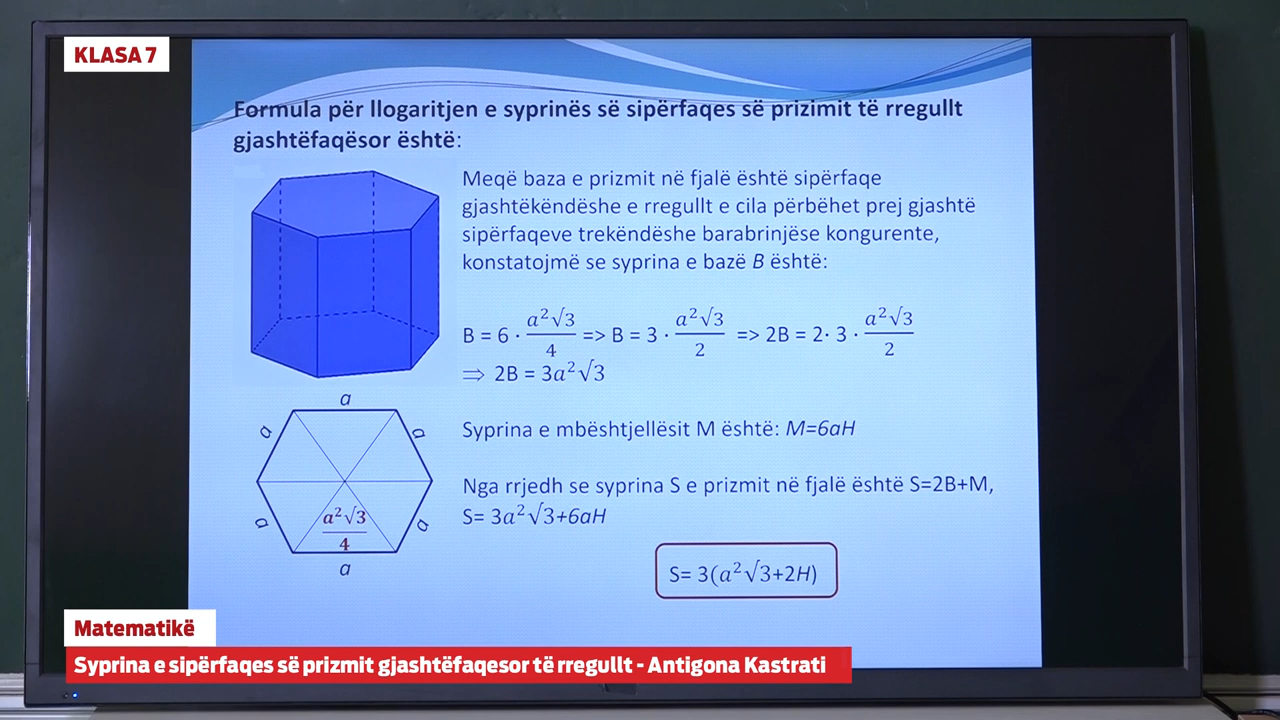 KLASA 7
Formula për llogaritjen e syprinës së sipërfaqes së prizimit të rregullt
gjashtëfaqësor është:
Meqë baza e prizmit në fjalë është sipërfaqe
gjashtëkëndëshe e rregullt e cila përbëhet prej gjashtë
sipërfaqeve trekëndëshe barabrinjëse kongurente,
konstatojmë se syprina e bazë B është:
B = 6 · a²√3/4 => B = 3 · a²√3/2 => 2B = 2· 3 · a²√3/2
⟹ 2B = 3a²√3
a
a a
Syprina e mbështjellësit M është: M=6aH
Nga rrjedh se syprina S e prizmit në fjalë është S=2B+M,
S= 3a²√3+6aH
a a
a²√3/4
a
S= 3(a²√3+2H)
Matematikë
Syprina e sipërfaqes së prizmit gjashtëfaqesor të rregullt - Antigona Kastrati